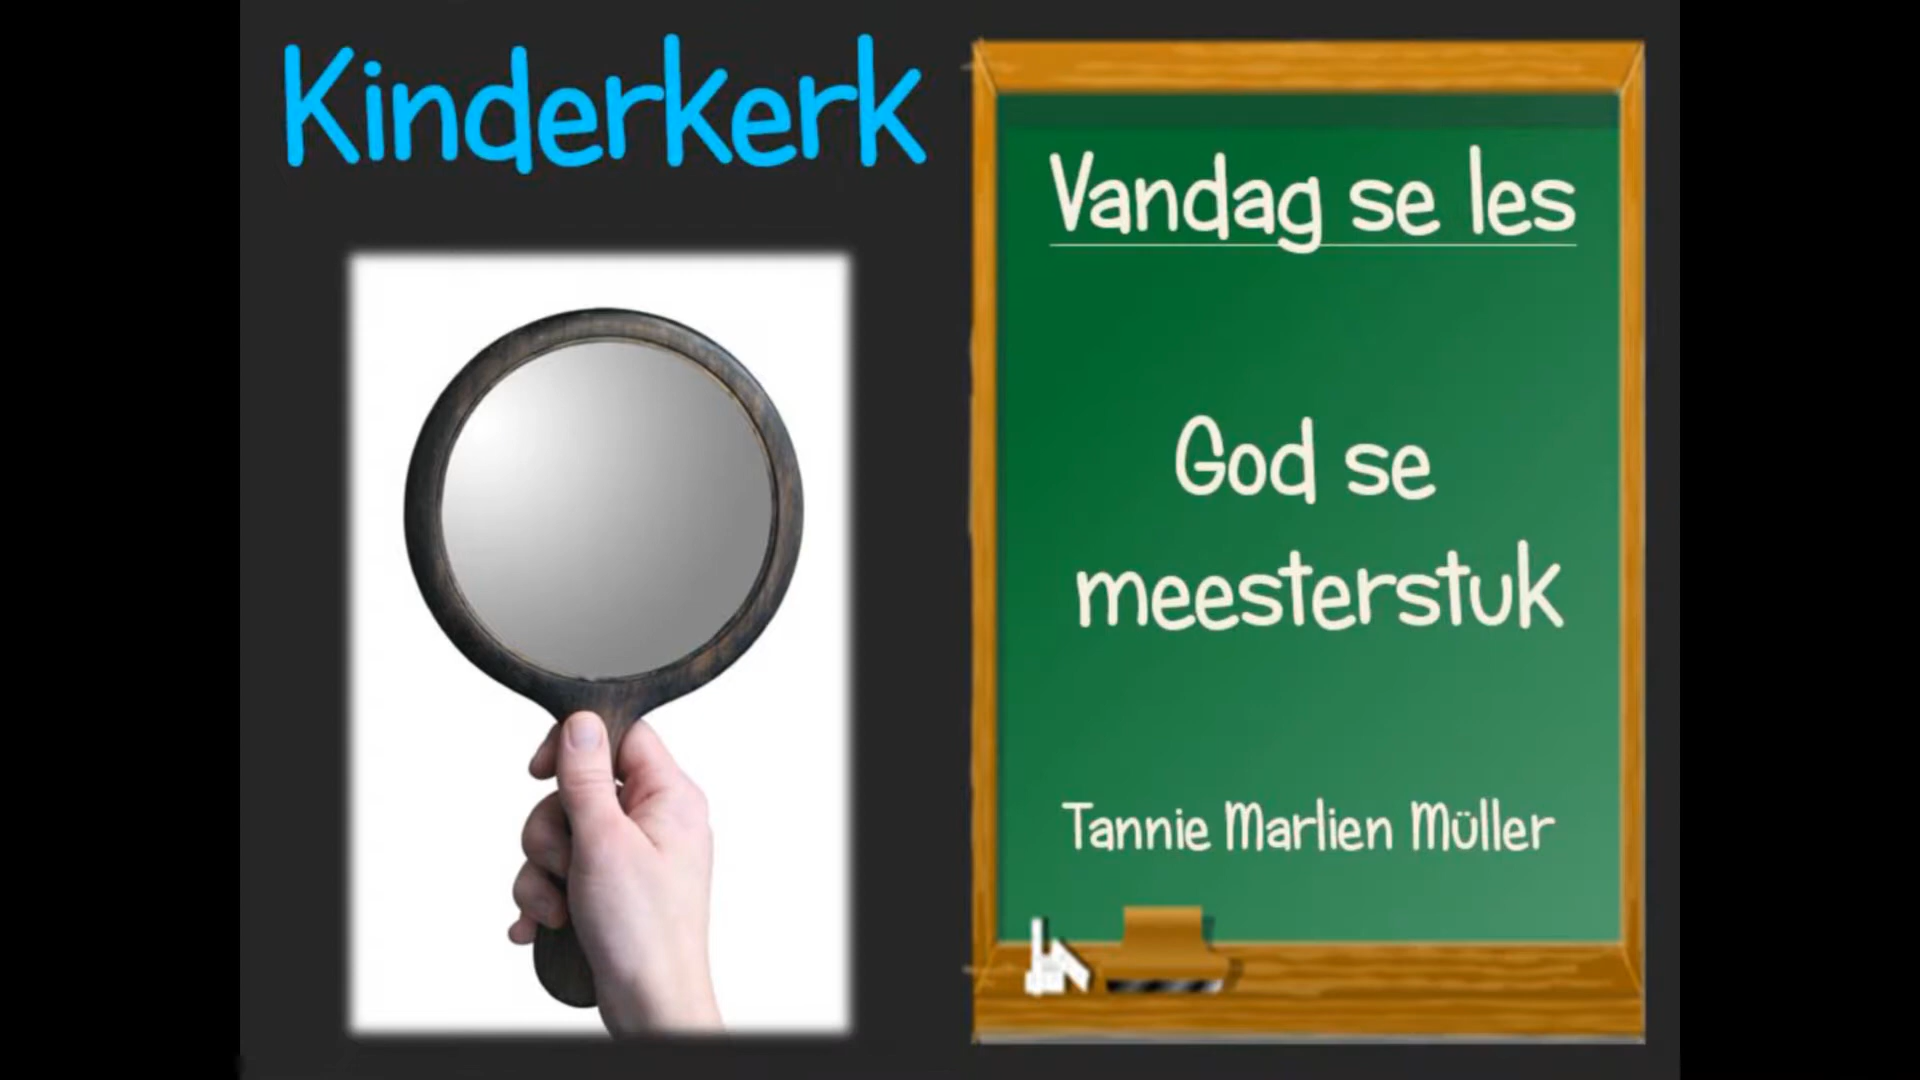 Kinderkerk
Vandag se les
God se
meesterstuk
Tannie Marlien Müller